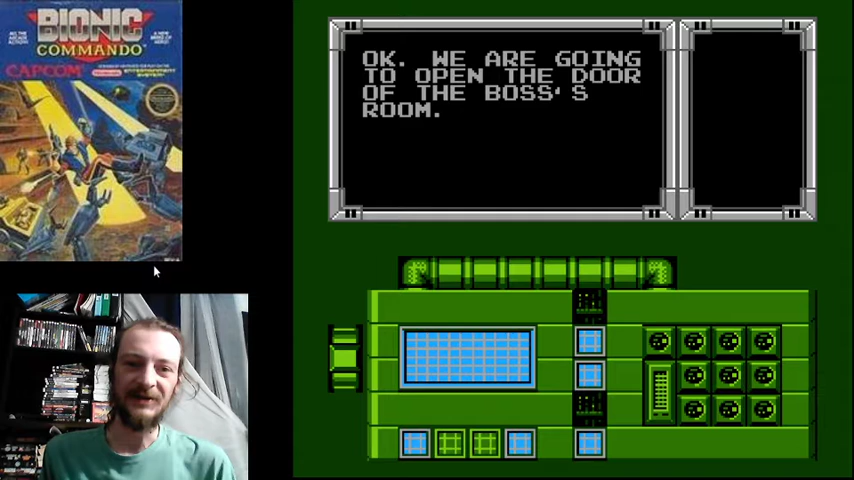 BIONIC
COMMANDO
CAPCOM
OK. WE ARE GOING
TO OPEN THE DOOR
OF THE BOSS'S
ROOM.